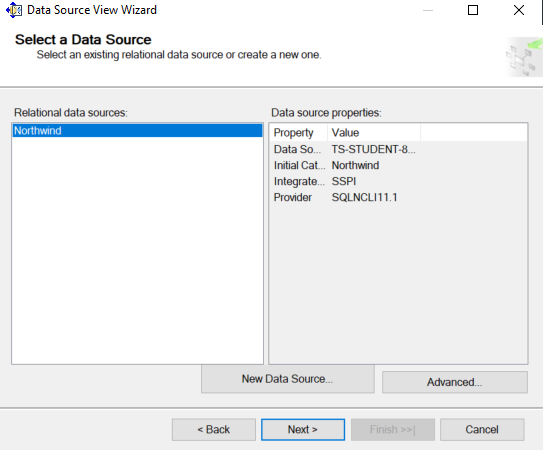 Data Source View Wizard
Select a Data Source
Select an existing relational data source or create a new one.
Relational data sources:
Northwind
Data source properties:
Property Value
Data So... TS-STUDENT-8...
Initial Cat... Northwind
Integrate... SSPI
Provider SQLNCLI11.1
New Data Source...
Advanced...
< Back
Next >
Finish >>|
Cancel